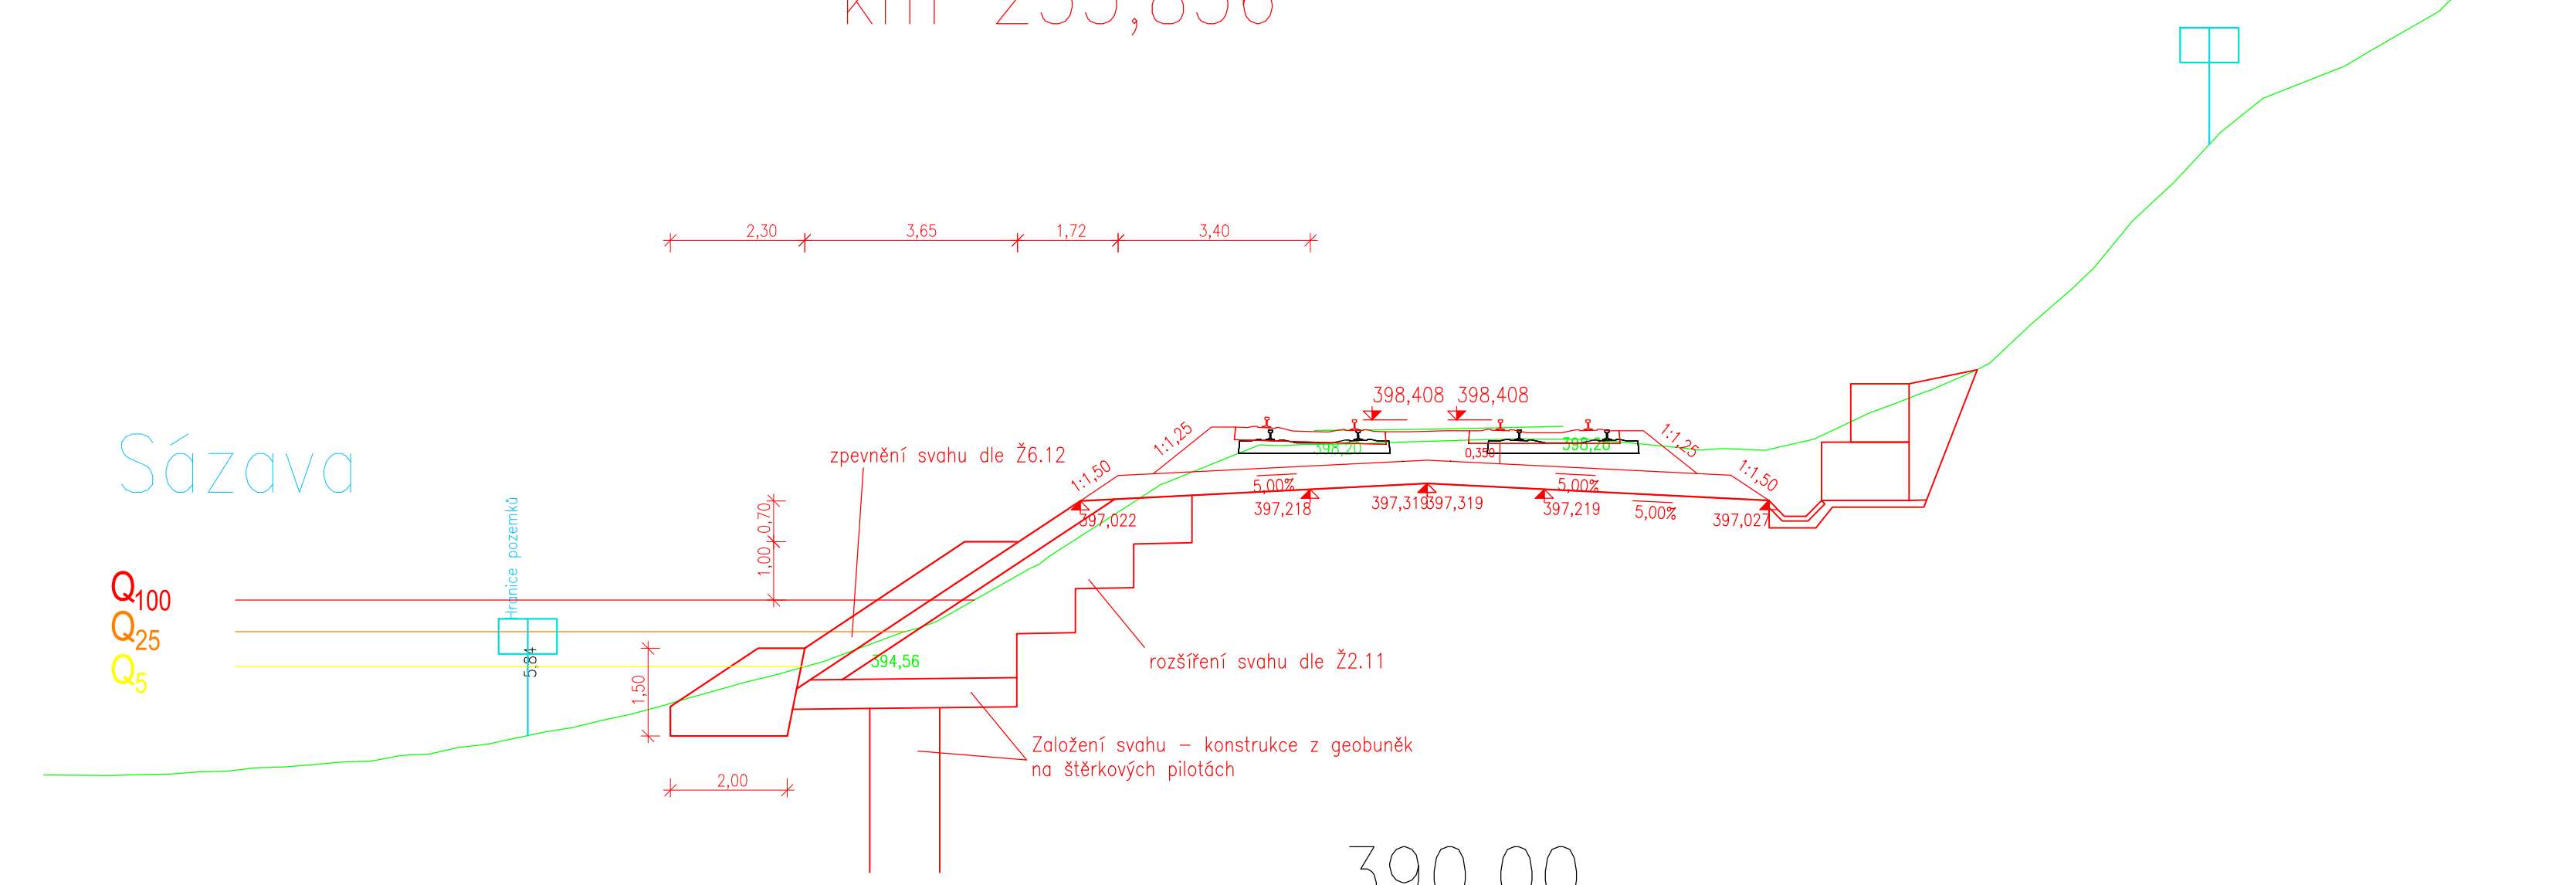 2,30
3,65
1,72
3,40
398,408 398,408
1:1,25
1:1,25
Sázava
zpevnění svahu dle Ž6.12
398,20
0,350
398,28
1:1,50
1:1,50
5,00%
5,00%
397,022
397,218
397,319 397,319
397,219
5,00%
397,027
0,70
1,00
Hranice pozemků
Q100
Q25
Q5
5,84
394,56
rozšíření svahu dle Ž2.11
1,50
2,00
Založení svahu – konstrukce z geobuněk
na štěrkových pilotách